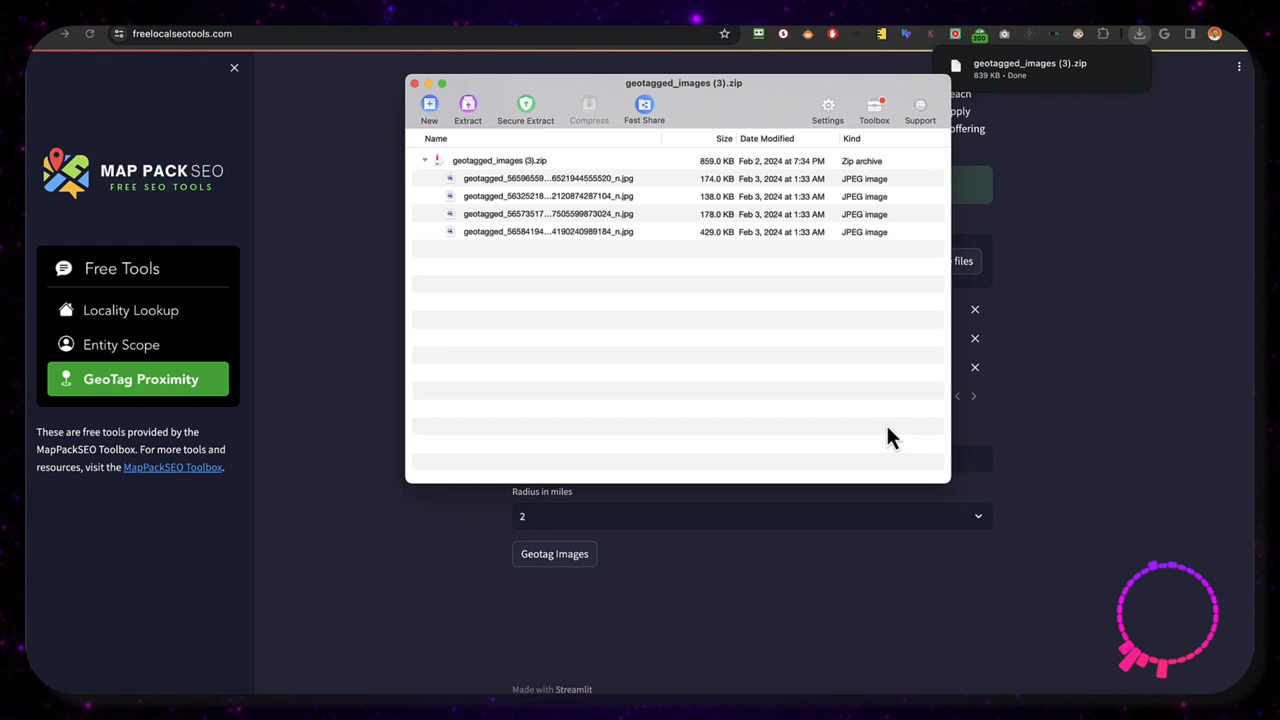 freelocalseotools.com
200
geotagged_images (3).zip
839 KB • Done
geotagged_images (3).zip
New
Extract
Secure Extract
Compress
Fast Share
Settings
Toolbox
Support
Name
Size
Date Modified
Kind
geotagged_images (3).zip
859.0 KB
Feb 2, 2024 at 7:34 PM
Zip archive
geotagged_56596559...6521944555520_n.jpg
174.0 KB
Feb 3, 2024 at 1:33 AM
JPEG image
geotagged_56325218...2120874287104_n.jpg
138.0 KB
Feb 3, 2024 at 1:33 AM
JPEG image
geotagged_56573517...7505599873024_n.jpg
178.0 KB
Feb 3, 2024 at 1:33 AM
JPEG image
geotagged_56584194...4190240989184_n.jpg
429.0 KB
Feb 3, 2024 at 1:33 AM
JPEG image
each
pply
offering
files
MAP PACK SEO
FREE SEO TOOLS
Free Tools
Locality Lookup
Entity Scope
GeoTag Proximity
These are free tools provided by the
MapPackSEO Toolbox. For more tools and
resources, visit the MapPackSEO Toolbox.
Radius in miles
2
Geotag Images
Made with Streamlit